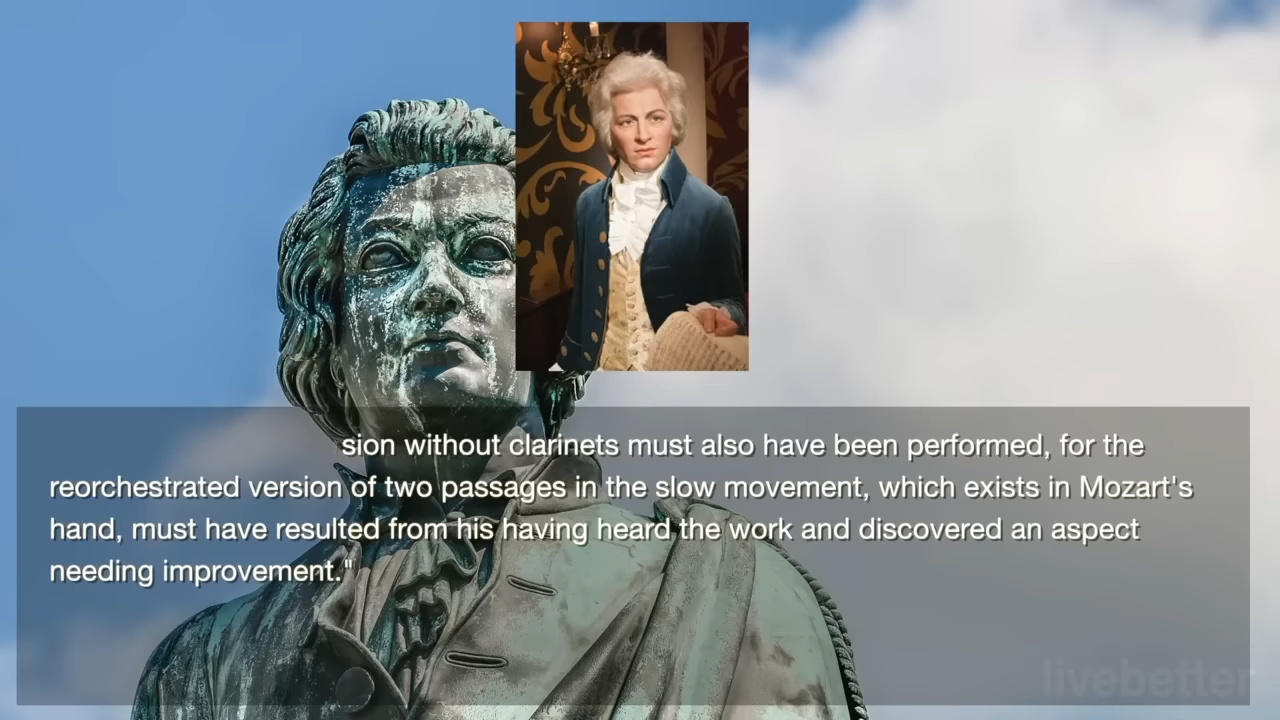 sion without clarinets must also have been performed, for the
reorchestrated version of two passages in the slow movement, which exists in Mozart's
hand, must have resulted from his having heard the work and discovered an aspect
needing improvement."
livebetter